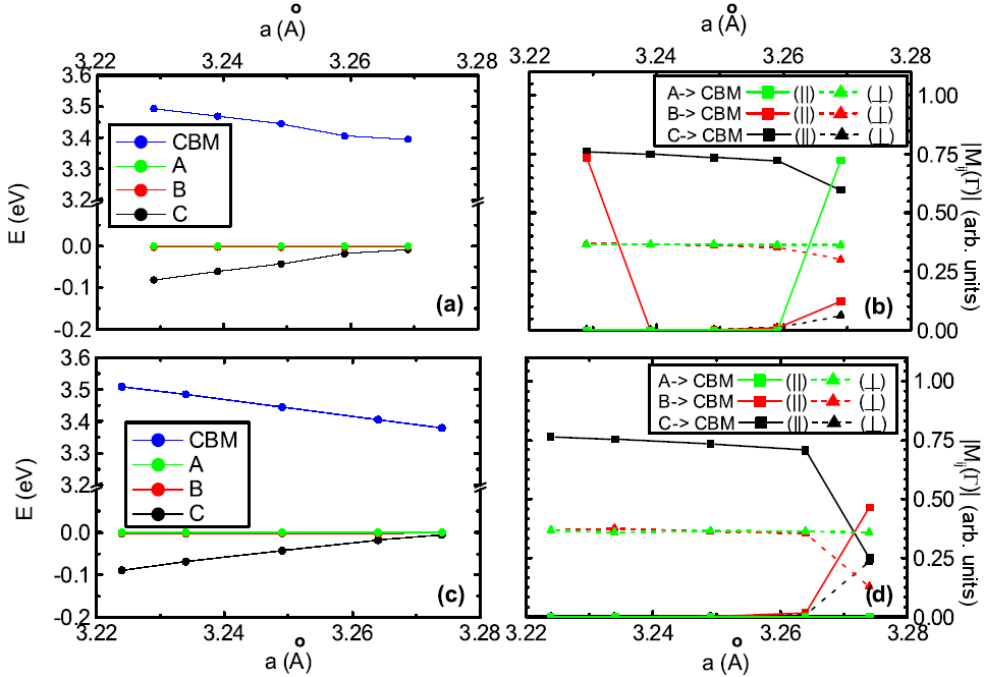 a (Å)
a (Å)
3.22 3.24 3.26 3.28
3.22 3.24 3.26 3.28
3.6
3.5
3.4
3.3
3.2
0.0
-0.1
-0.2
E (eV)
CBM
A
B
C
(a)
A-> CBM (||) (⊥)
B-> CBM (||) (⊥)
C-> CBM (||) (⊥)
1.00
0.75
0.50
0.25
0.00
|Mij(Γ)| (arb. units)
(b)
3.6
3.5
3.4
3.3
3.2
0.0
-0.1
-0.2
E (eV)
CBM
A
B
C
(c)
A-> CBM (||) (⊥)
B-> CBM (||) (⊥)
C-> CBM (||) (⊥)
1.00
0.75
0.50
0.25
0.00
|Mij(Γ)| (arb. units)
(d)
3.22 3.24 3.26 3.28
3.22 3.24 3.26 3.28
a (Å)
a (Å)